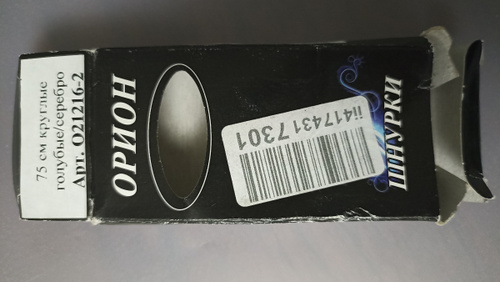 75 см круглые
голубые/серебро
Арт. О21216-2
ОРИОН
ii4174317301
ШНУРКИ